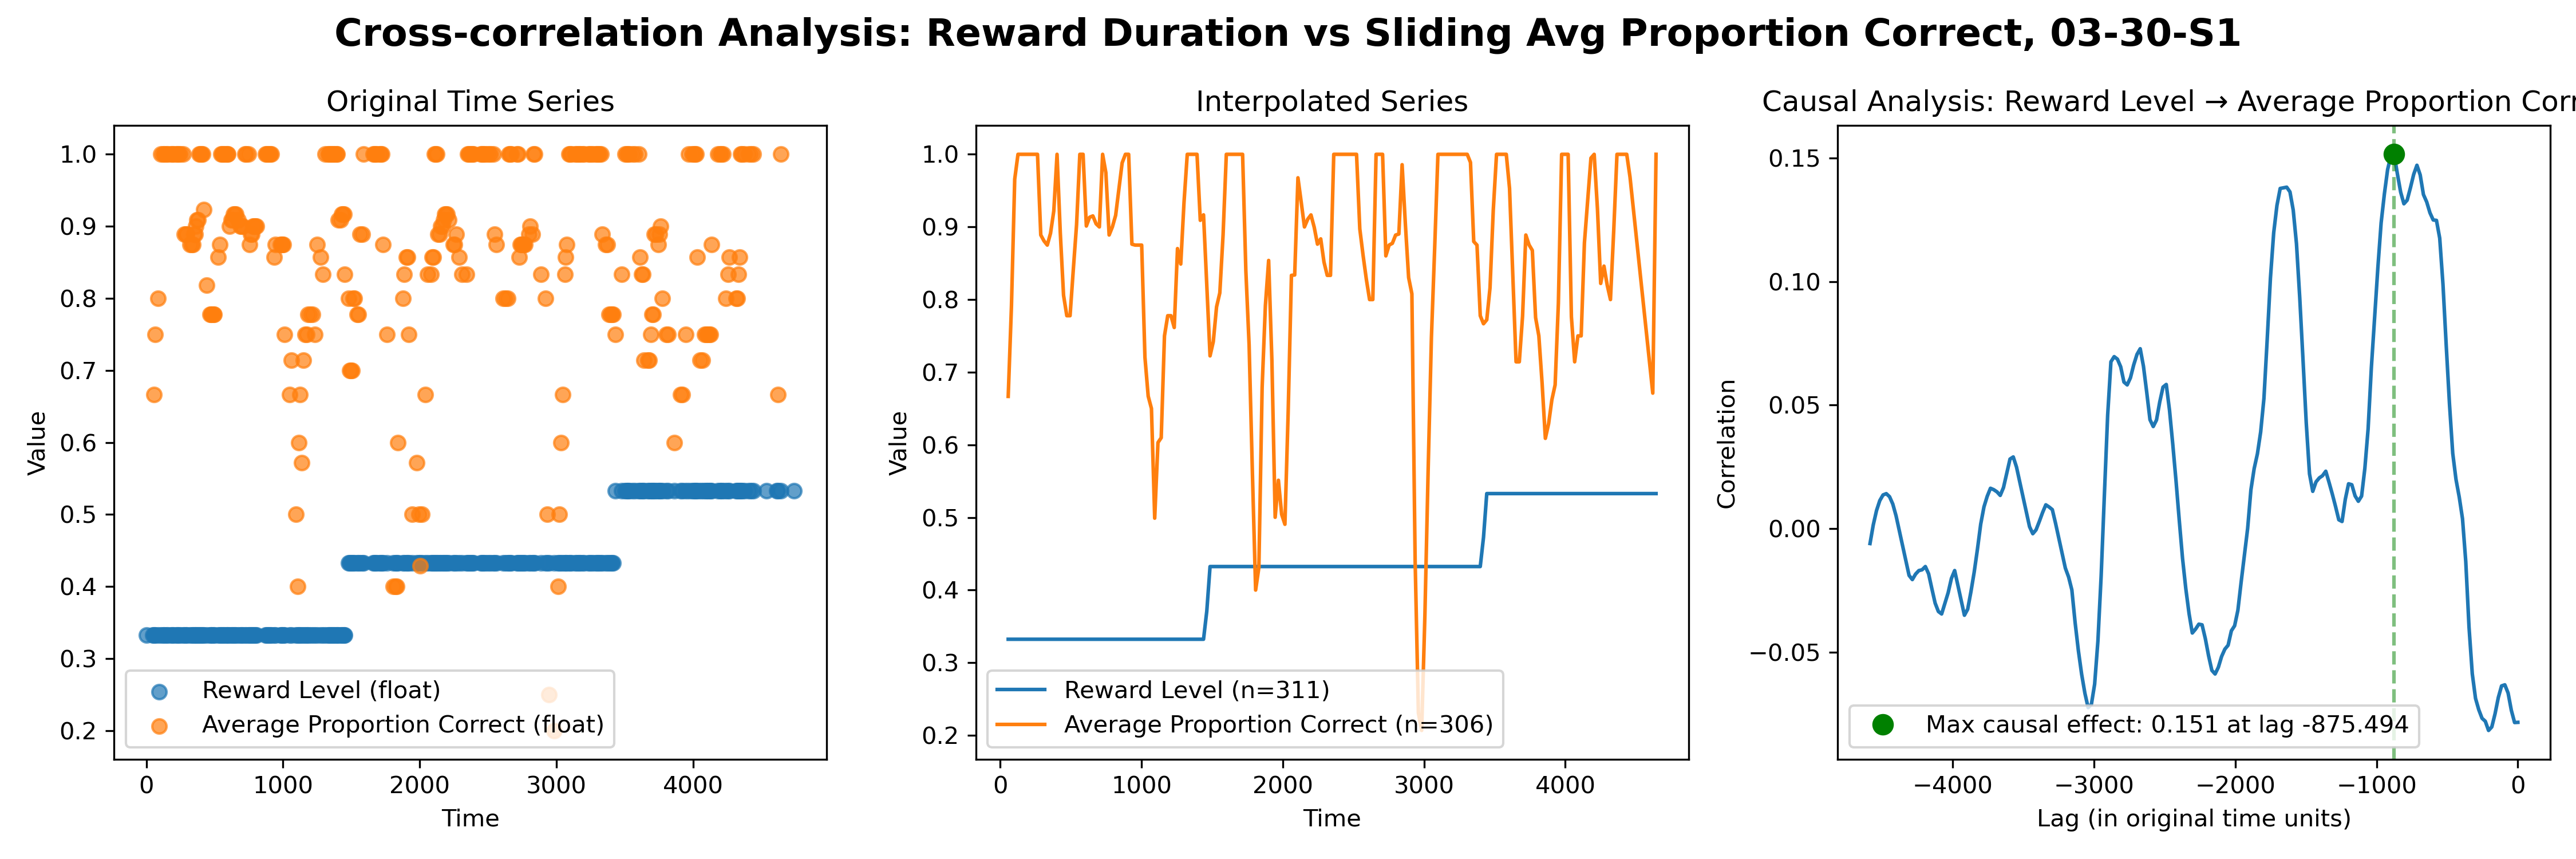 Cross-correlation Analysis: Reward Duration vs Sliding Avg Proportion Correct, 03-30-S1
Original Time Series
Value
1.0
0.9
0.8
0.7
0.6
0.5
0.4
0.3
0.2
Reward Level (float)
Average Proportion Correct (float)
0 1000 2000 3000 4000
Time
Interpolated Series
Value
1.0
0.9
0.8
0.7
0.6
0.5
0.4
0.3
0.2
Reward Level (n=311)
Average Proportion Correct (n=306)
0 1000 2000 3000 4000
Time
Causal Analysis: Reward Level → Average Proportion Corr
Correlation
0.15
0.10
0.05
0.00
−0.05
Max causal effect: 0.151 at lag -875.494
−4000 −3000 −2000 −1000 0
Lag (in original time units)